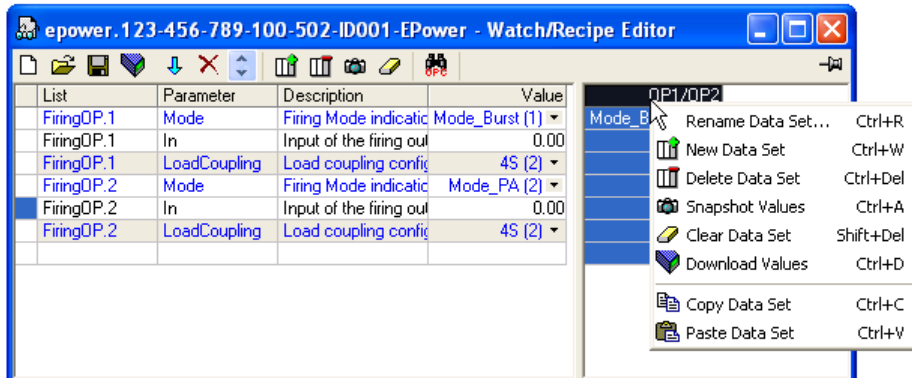 epower.123-456-789-100-502-ID001-EPower - Watch/Recipe Editor
OPC
List Parameter Description Value OP1/OP2
FiringOP.1 Mode Firing Mode indicatic Mode_Burst (1) Mode_B
FiringOP.1 In Input of the firing out 0.00
FiringOP.1 LoadCoupling Load coupling config 4S (2)
FiringOP.2 Mode Firing Mode indicatic Mode_PA (2)
FiringOP.2 In Input of the firing out 0.00
FiringOP.2 LoadCoupling Load coupling config 4S (2)
Rename Data Set... Ctrl+R
New Data Set Ctrl+W
Delete Data Set Ctrl+Del
Snapshot Values Ctrl+A
Clear Data Set Shift+Del
Download Values Ctrl+D
Copy Data Set Ctrl+C
Paste Data Set Ctrl+V